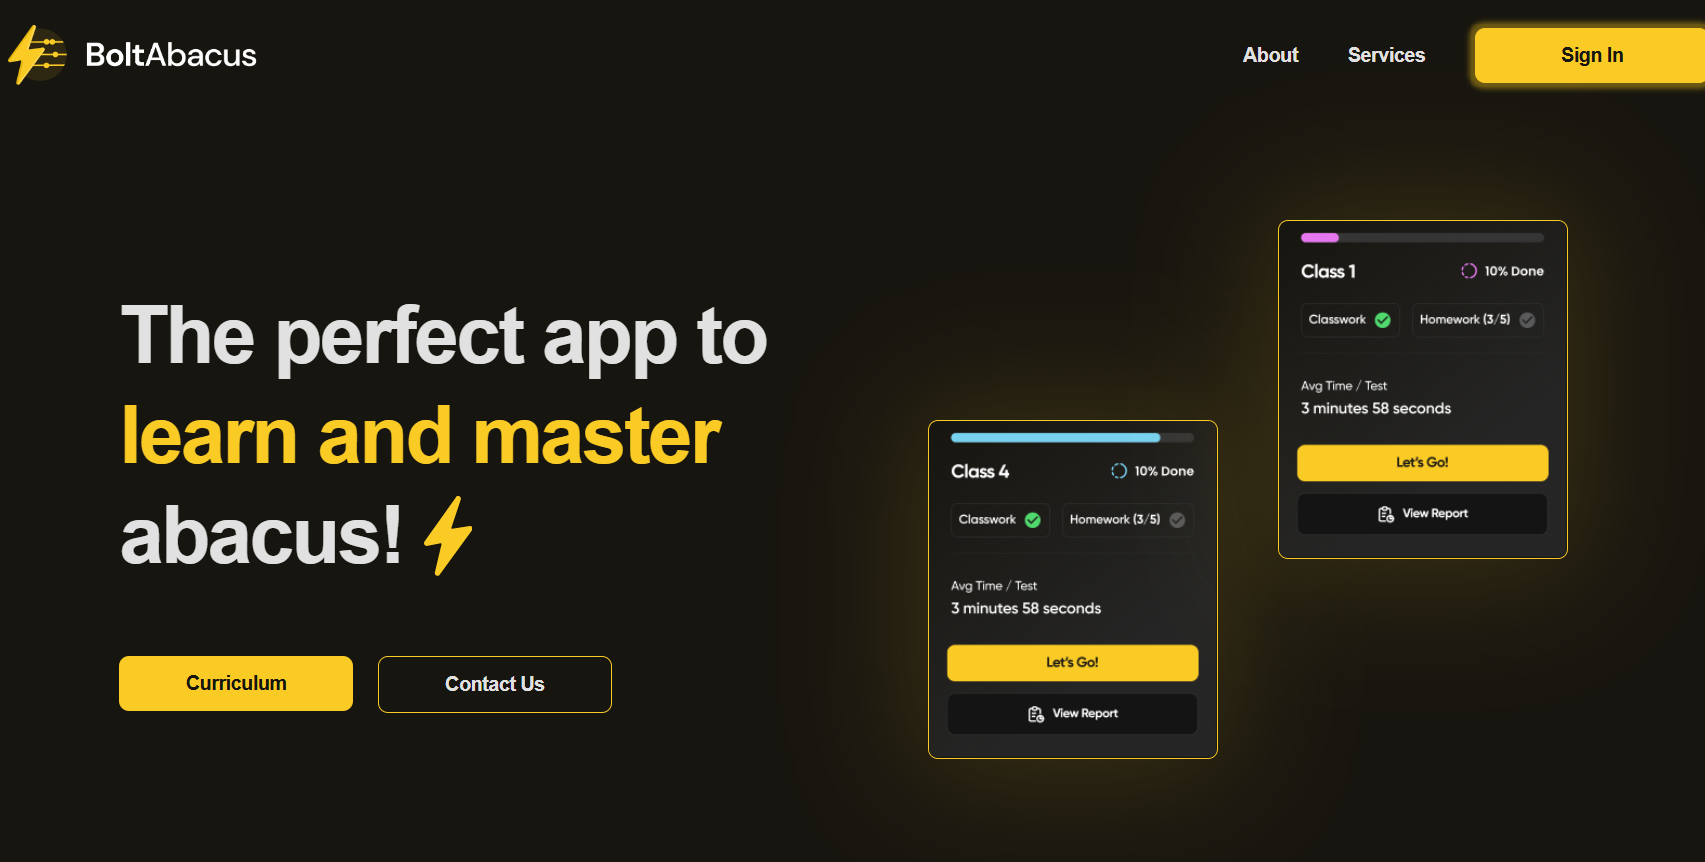 BoltAbacus
About
Services
Sign In
The perfect app to
learn and master
abacus!
Curriculum
Contact Us
Class 4
10% Done
Classwork
Homework (3/5)
Avg Time / Test
3 minutes 58 seconds
Let's Go!
View Report
Class 1
10% Done
Classwork
Homework (3/5)
Avg Time / Test
3 minutes 58 seconds
Let's Go!
View Report